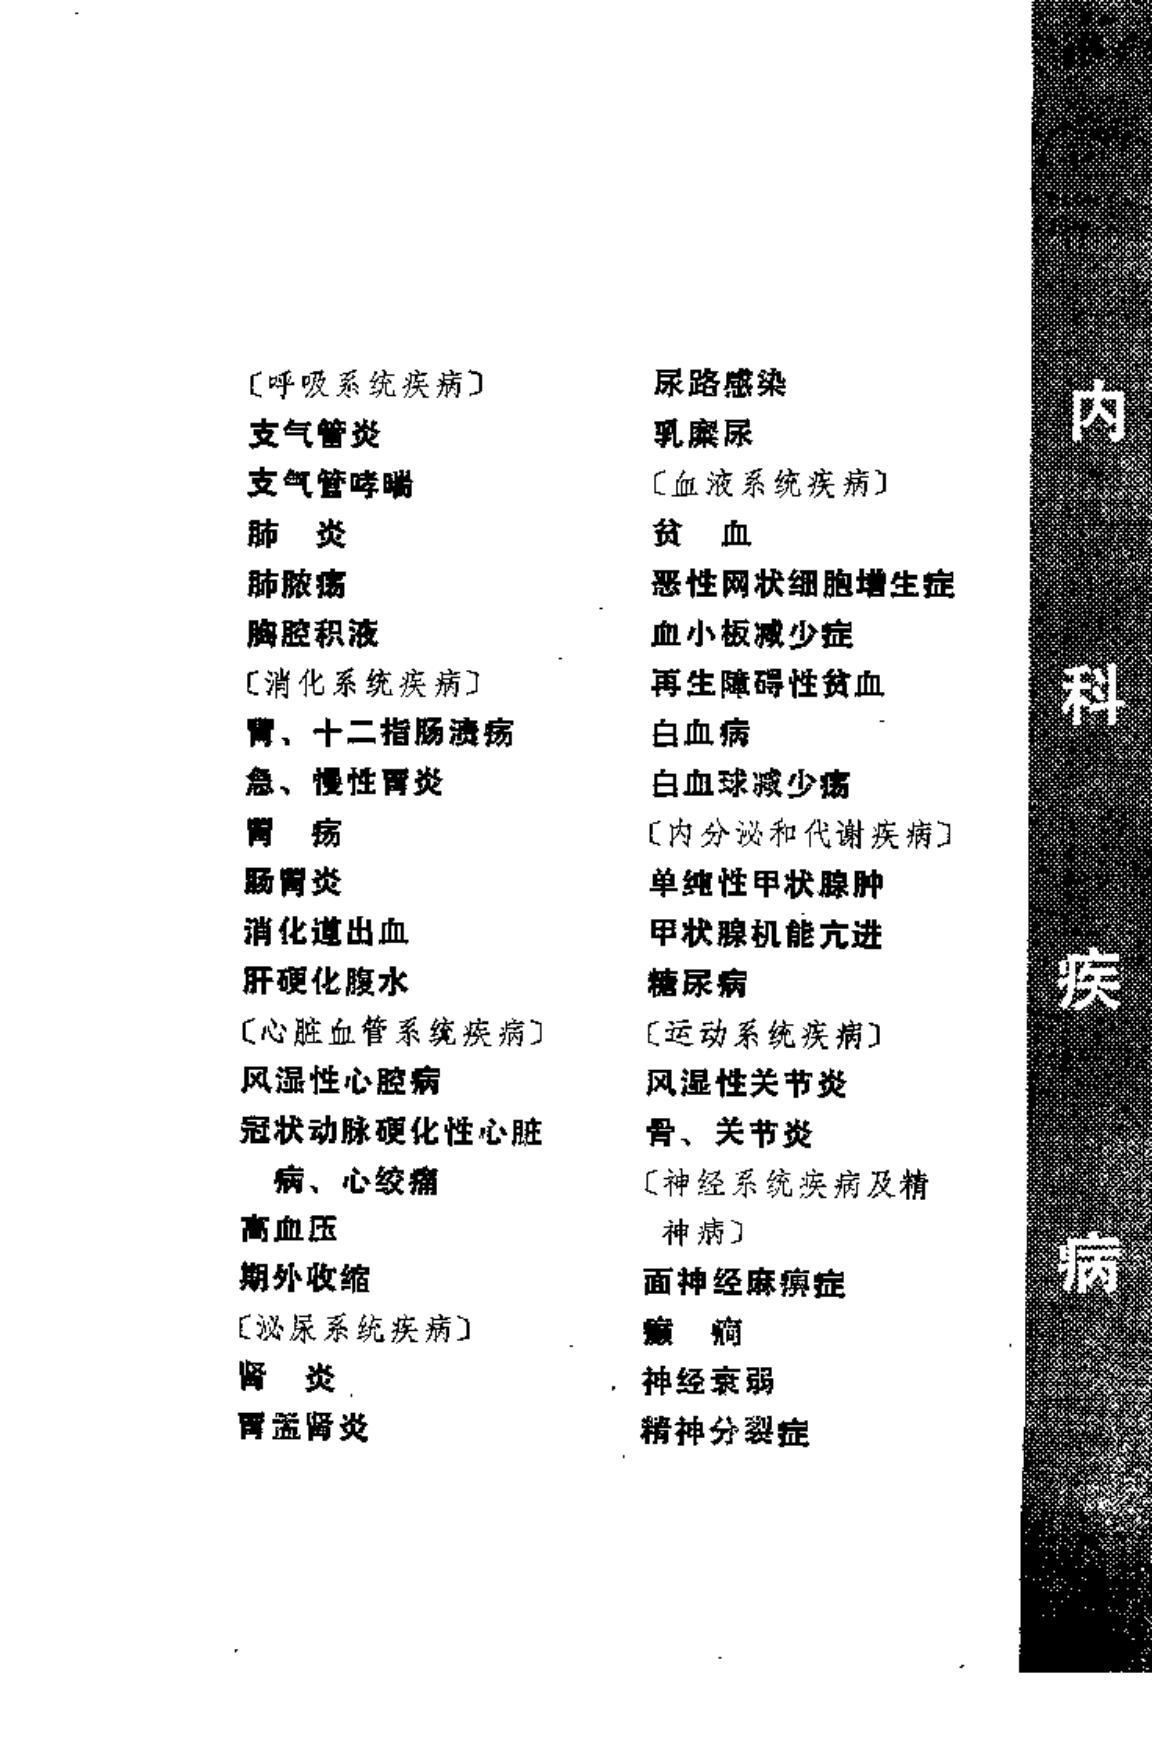 〔呼吸系统疾病〕
支气管炎
支气管哮喘
肺　炎
肺脓疡
胸腔积液
〔消化系统疾病〕
胃、十二指肠溃疡
急、慢性胃炎
胃　疡
肠胃炎
消化道出血
肝硬化腹水
〔心脏血管系统疾病〕
风湿性心腔病
冠状动脉硬化性心脏
病、心绞痛
高血压
期外收缩
〔泌尿系统疾病〕
肾　炎
肾盂肾炎
尿路感染
乳糜尿
〔血液系统疾病〕
贫　血
恶性网状细胞增生症
血小板减少症
再生障碍性贫血
白血病
白血球减少疡
〔内分泌和代谢疾病〕
单纯性甲状腺肿
甲状腺机能亢进
糖尿病
〔运动系统疾病〕
风湿性关节炎
骨、关节炎
〔神经系统疾病及精
神病〕
面神经麻痹症
癫　痫
神经衰弱
精神分裂症
内科疾病